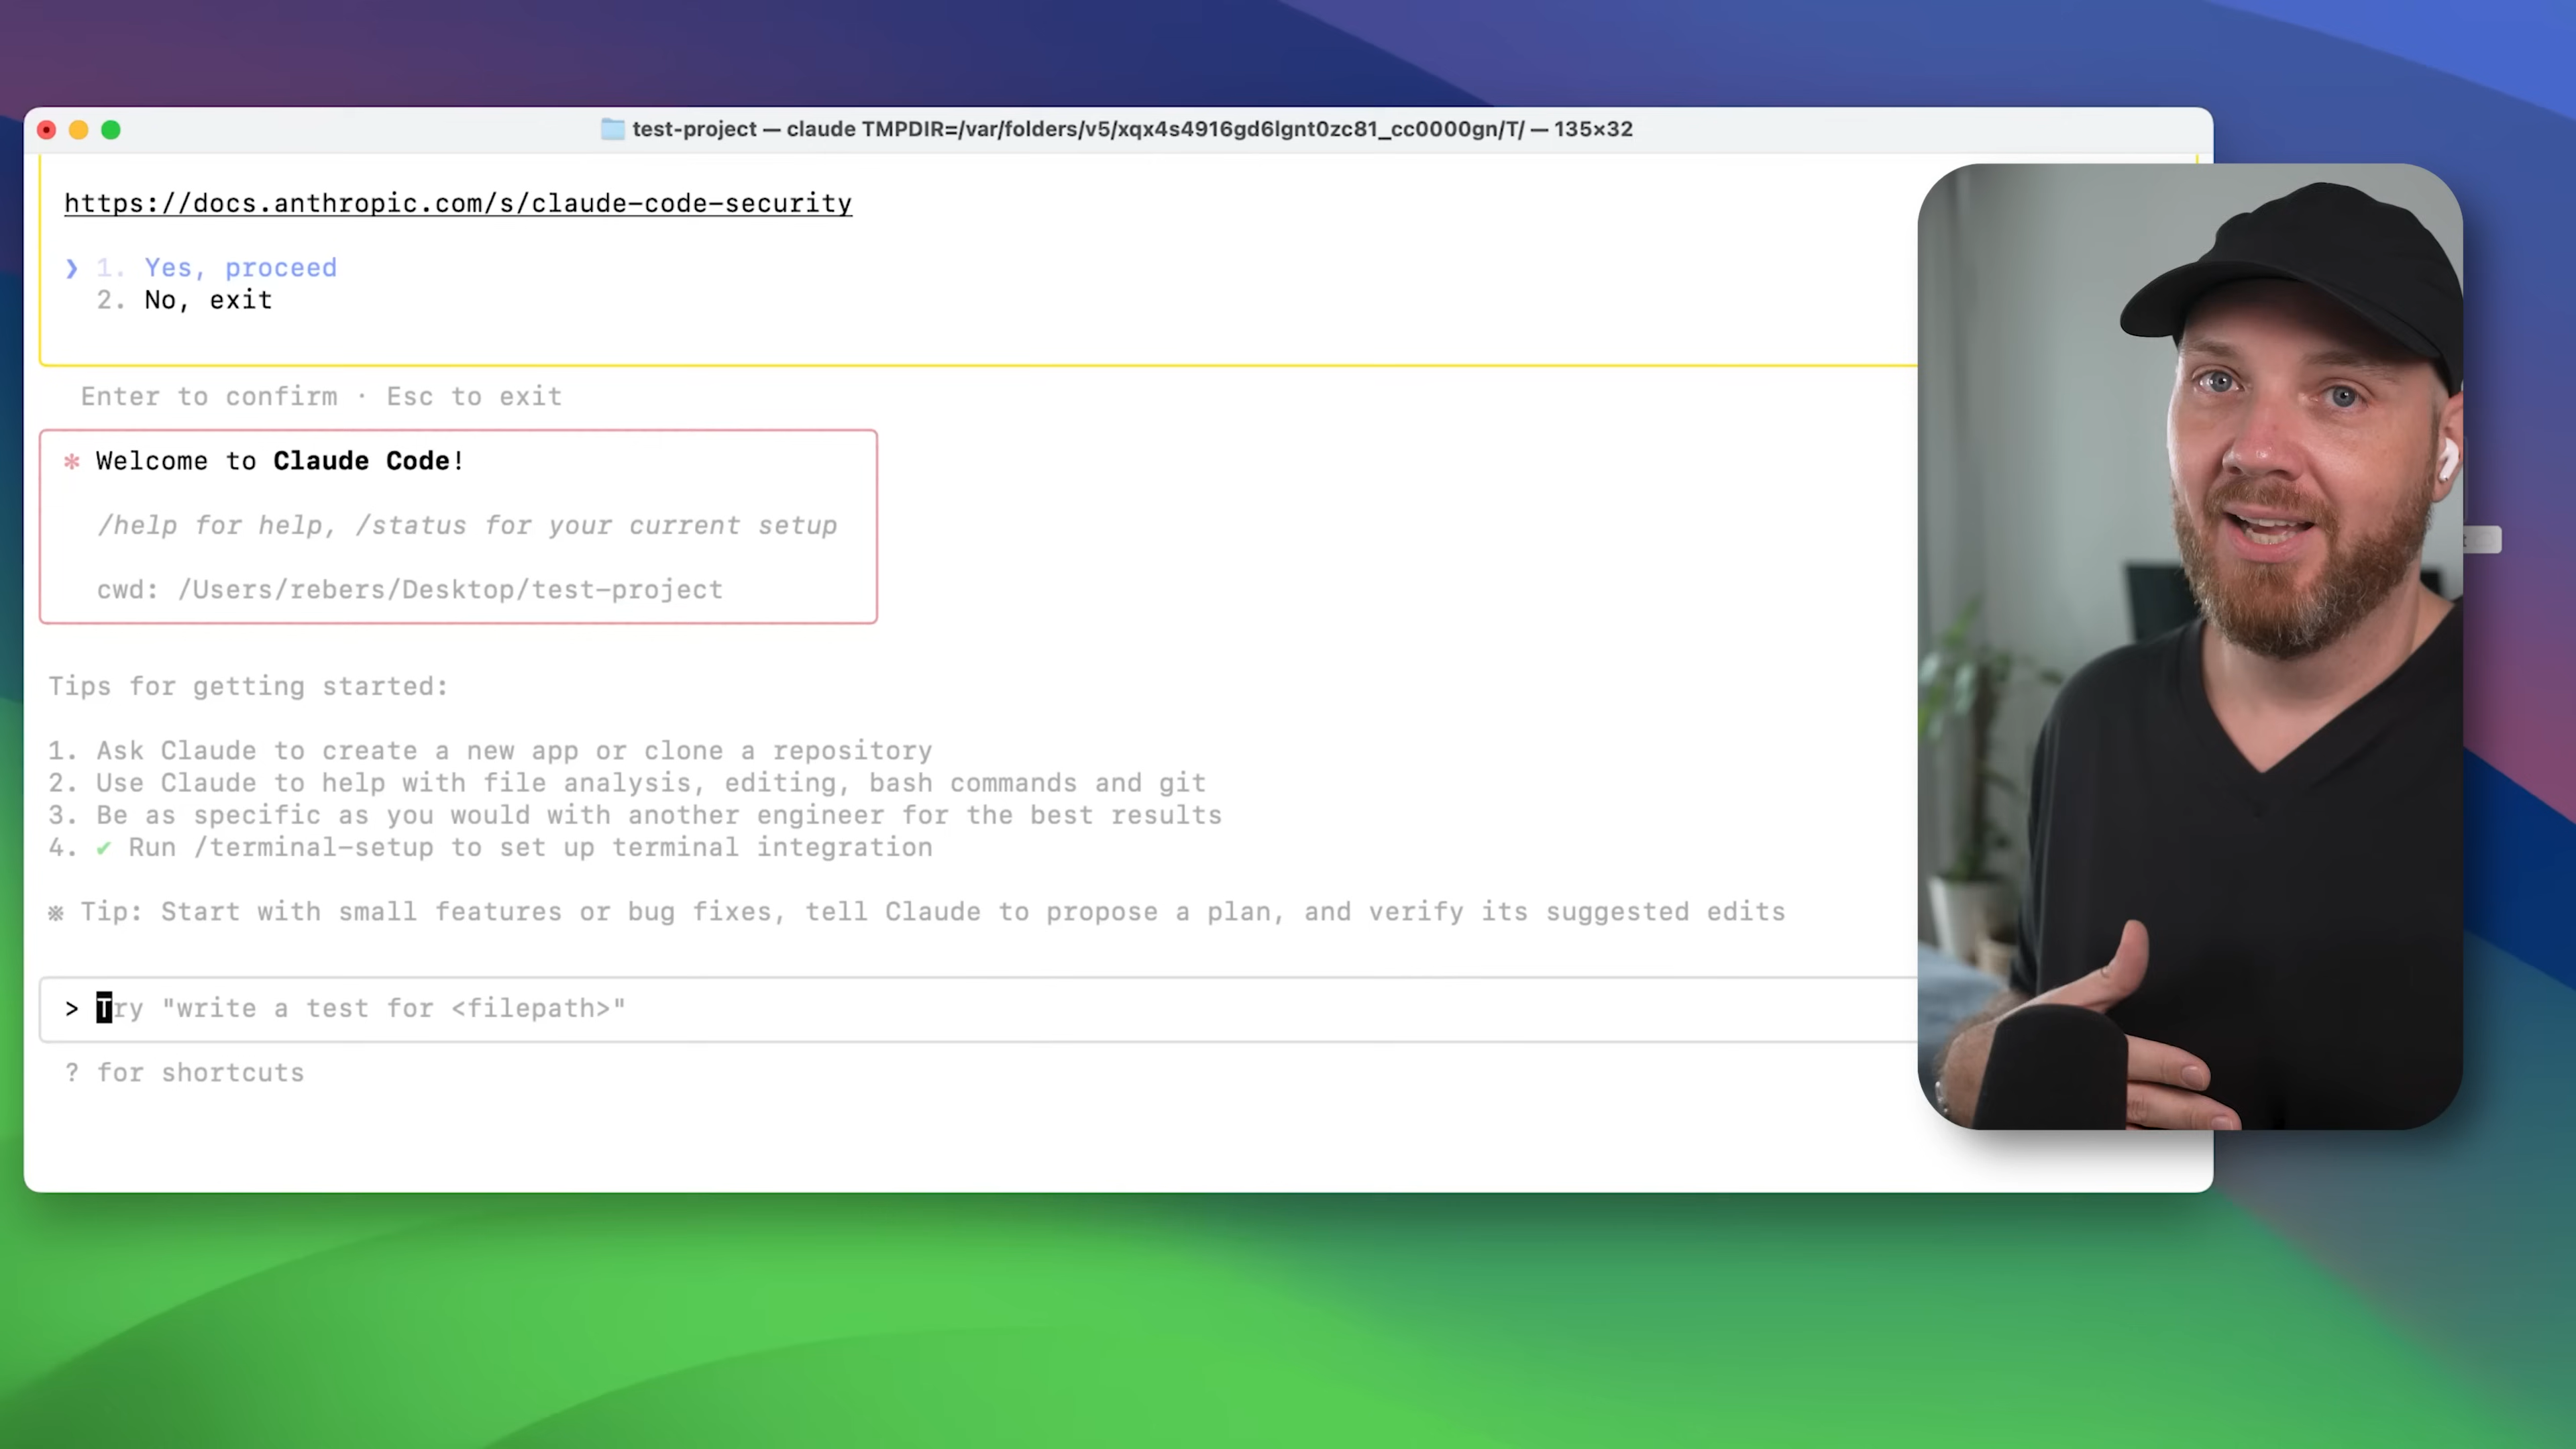 test-project — claude TMPDIR=/var/folders/v5/xqx4s4916gd6lgnt0zc81_cc0000gn/T/ — 135×32
https://docs.anthropic.com/s/claude-code-security
❯ 1. Yes, proceed
2. No, exit
Enter to confirm · Esc to exit
✻ Welcome to Claude Code!
/help for help, /status for your current setup
cwd: /Users/rebers/Desktop/test-project
Tips for getting started:
1. Ask Claude to create a new app or clone a repository
2. Use Claude to help with file analysis, editing, bash commands and git
3. Be as specific as you would with another engineer for the best results
4. ✔ Run /terminal-setup to set up terminal integration
※ Tip: Start with small features or bug fixes, tell Claude to propose a plan, and verify its suggested edits
> Try "write a test for <filepath>"
? for shortcuts